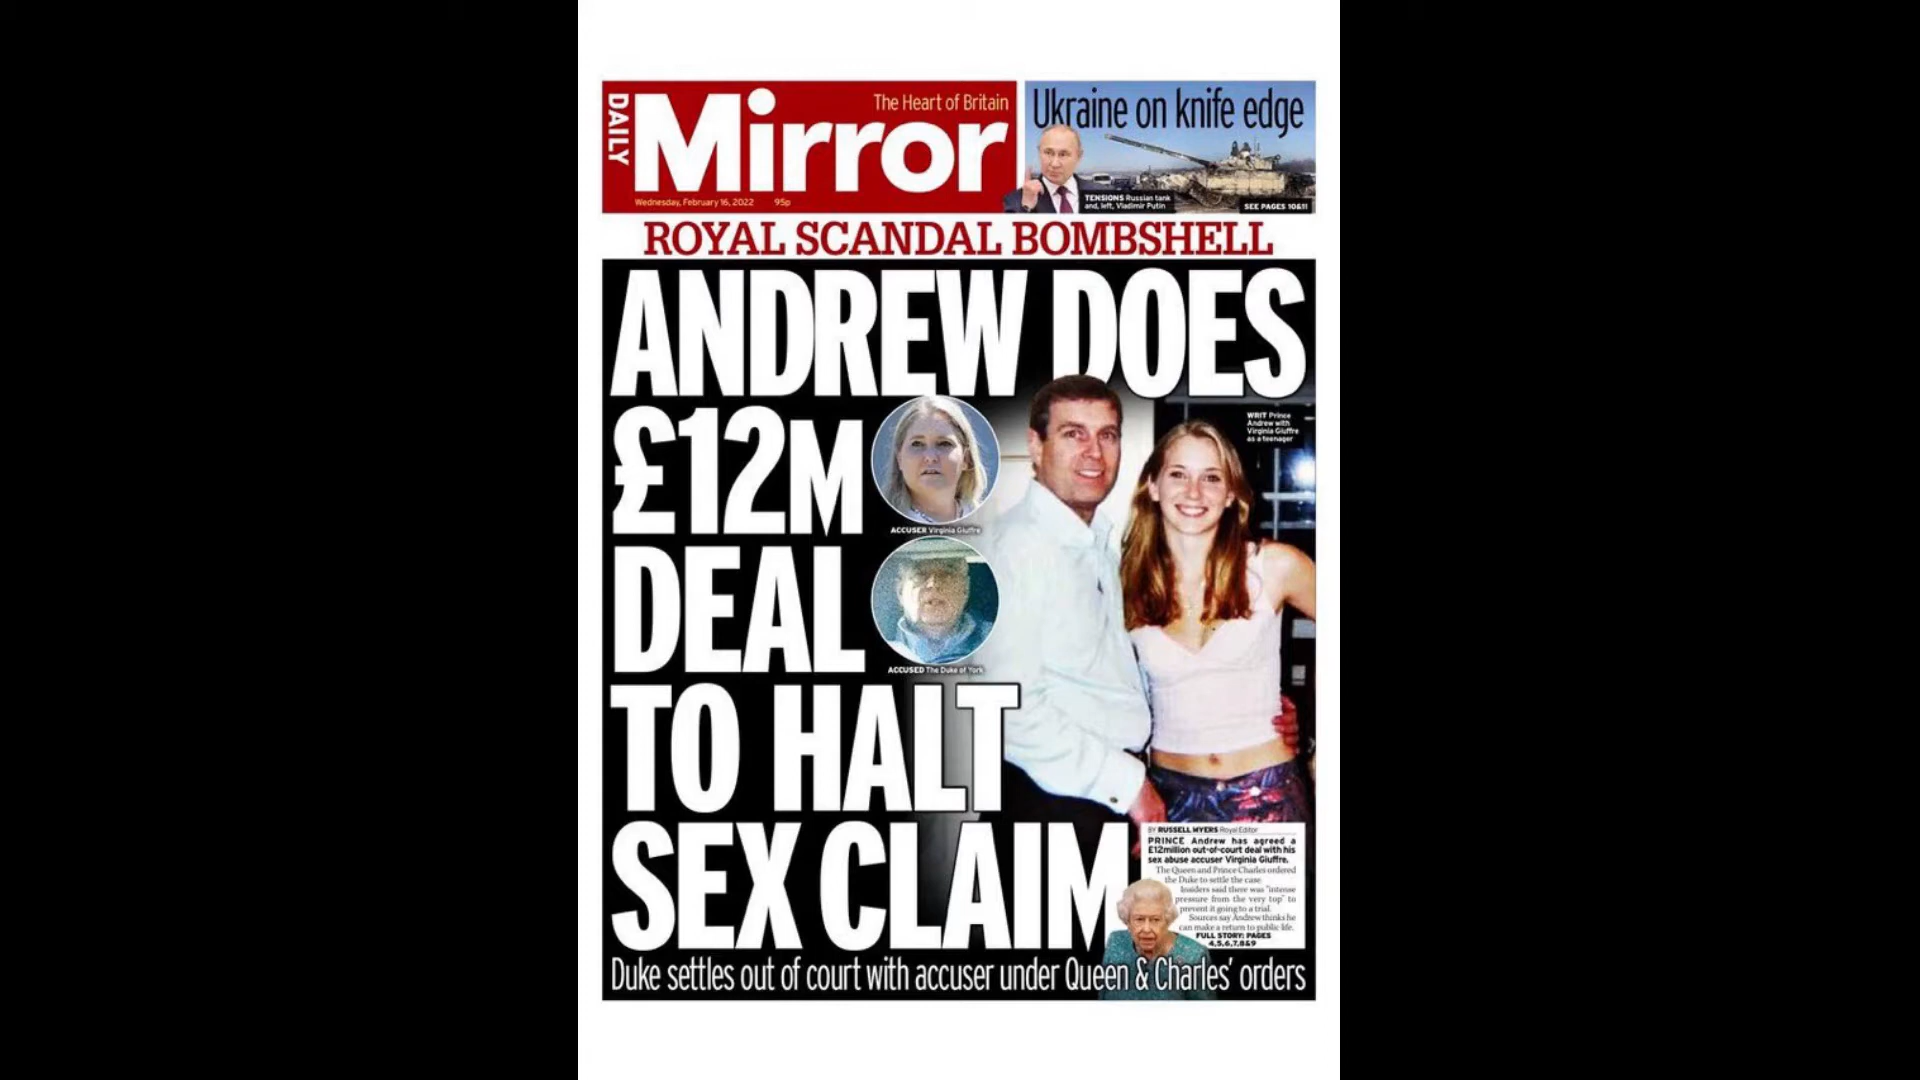 DAILY
Mirror
The Heart of Britain
Wednesday, February 16, 2022 95p
Ukraine on knife edge
TENSIONS Russian tank
and, left, Vladimir Putin
SEE PAGES 10&11
ROYAL SCANDAL BOMBSHELL
ANDREW DOES
£12M
DEAL
TO HALT
SEX CLAIM
ACCUSER Virginia Giuffre
ACCUSED The Duke of York
WRIT Prince
Andrew with
Virginia Giuffre
as a teenager
BY RUSSELL MYERS Royal Editor
PRINCE Andrew has agreed a
£12million out-of-court deal with his
sex abuse accuser Virginia Giuffre.
The Queen and Prince Charles ordered
the Duke to settle the case.
Insiders said there was "intense
pressure from the very top" to
prevent it going to a trial.
Sources say Andrew thinks he
can make a return to public life.
FULL STORY: PAGES
4,5,6,7,8&9
Duke settles out of court with accuser under Queen & Charles' orders